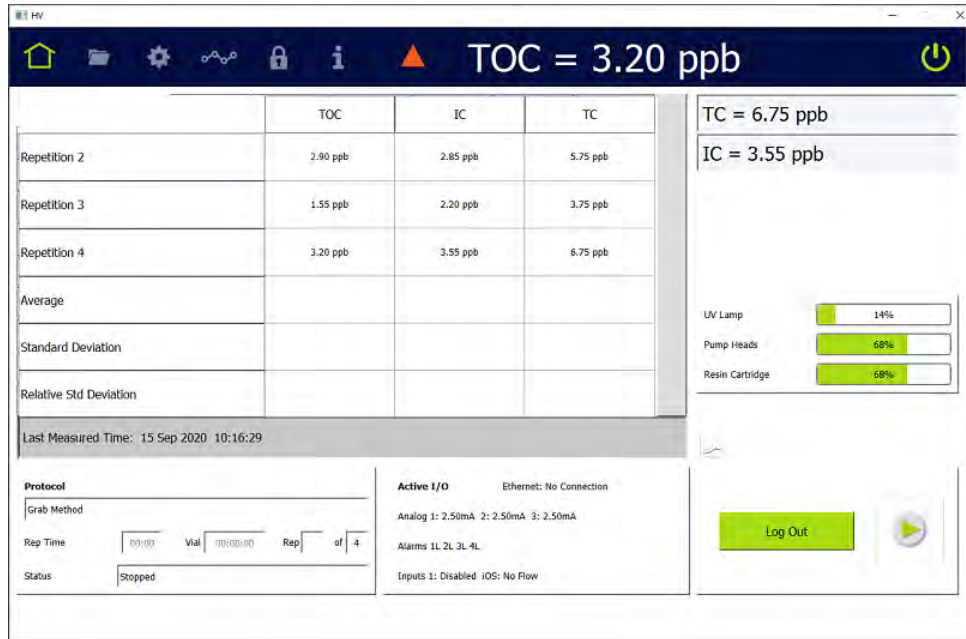 HV
TOC = 3.20 ppb
TOC IC TC
Repetition 2 2.90 ppb 2.85 ppb 5.75 ppb
Repetition 3 1.55 ppb 2.20 ppb 3.75 ppb
Repetition 4 3.20 ppb 3.55 ppb 6.75 ppb
Average
Standard Deviation
Relative Std Deviation
Last Measured Time: 15 Sep 2020 10:16:29
TC = 6.75 ppb
IC = 3.55 ppb
UV Lamp 14%
Pump Heads 68%
Resin Cartridge 68%
Protocol
Grab Method
Rep Time 00:00 Vial 00:00:00 Rep of 4
Status Stopped
Active I/O Ethernet: No Connection
Analog 1: 2.50mA 2: 2.50mA 3: 2.50mA
Alarms 1L 2L 3L 4L
Inputs 1: Disabled iOS: No Flow
Log Out